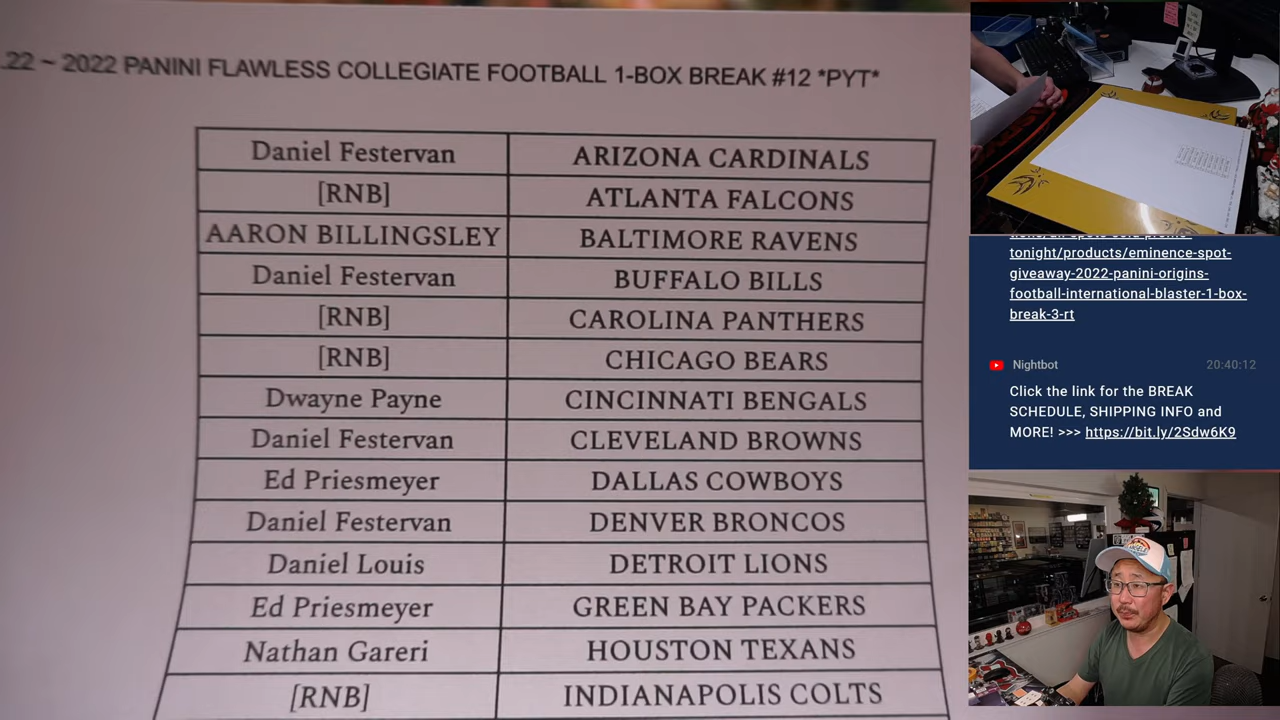 .22 ~ 2022 PANINI FLAWLESS COLLEGIATE FOOTBALL 1-BOX BREAK #12 *PYT*
Daniel Festervan ARIZONA CARDINALS
[RNB] ATLANTA FALCONS
AARON BILLINGSLEY BALTIMORE RAVENS
Daniel Festervan BUFFALO BILLS
[RNB] CAROLINA PANTHERS
[RNB] CHICAGO BEARS
Dwayne Payne CINCINNATI BENGALS
Daniel Festervan CLEVELAND BROWNS
Ed Priesmeyer DALLAS COWBOYS
Daniel Festervan DENVER BRONCOS
Daniel Louis DETROIT LIONS
Ed Priesmeyer GREEN BAY PACKERS
Nathan Gareri HOUSTON TEXANS
[RNB] INDIANAPOLIS COLTS
tonight/products/eminence-spot-
giveaway-2022-panini-origins-
football-international-blaster-1-box-
break-3-rt
Nightbot 20:40:12
Click the link for the BREAK
SCHEDULE, SHIPPING INFO and
MORE! >>> https://bit.ly/2Sdw6K9